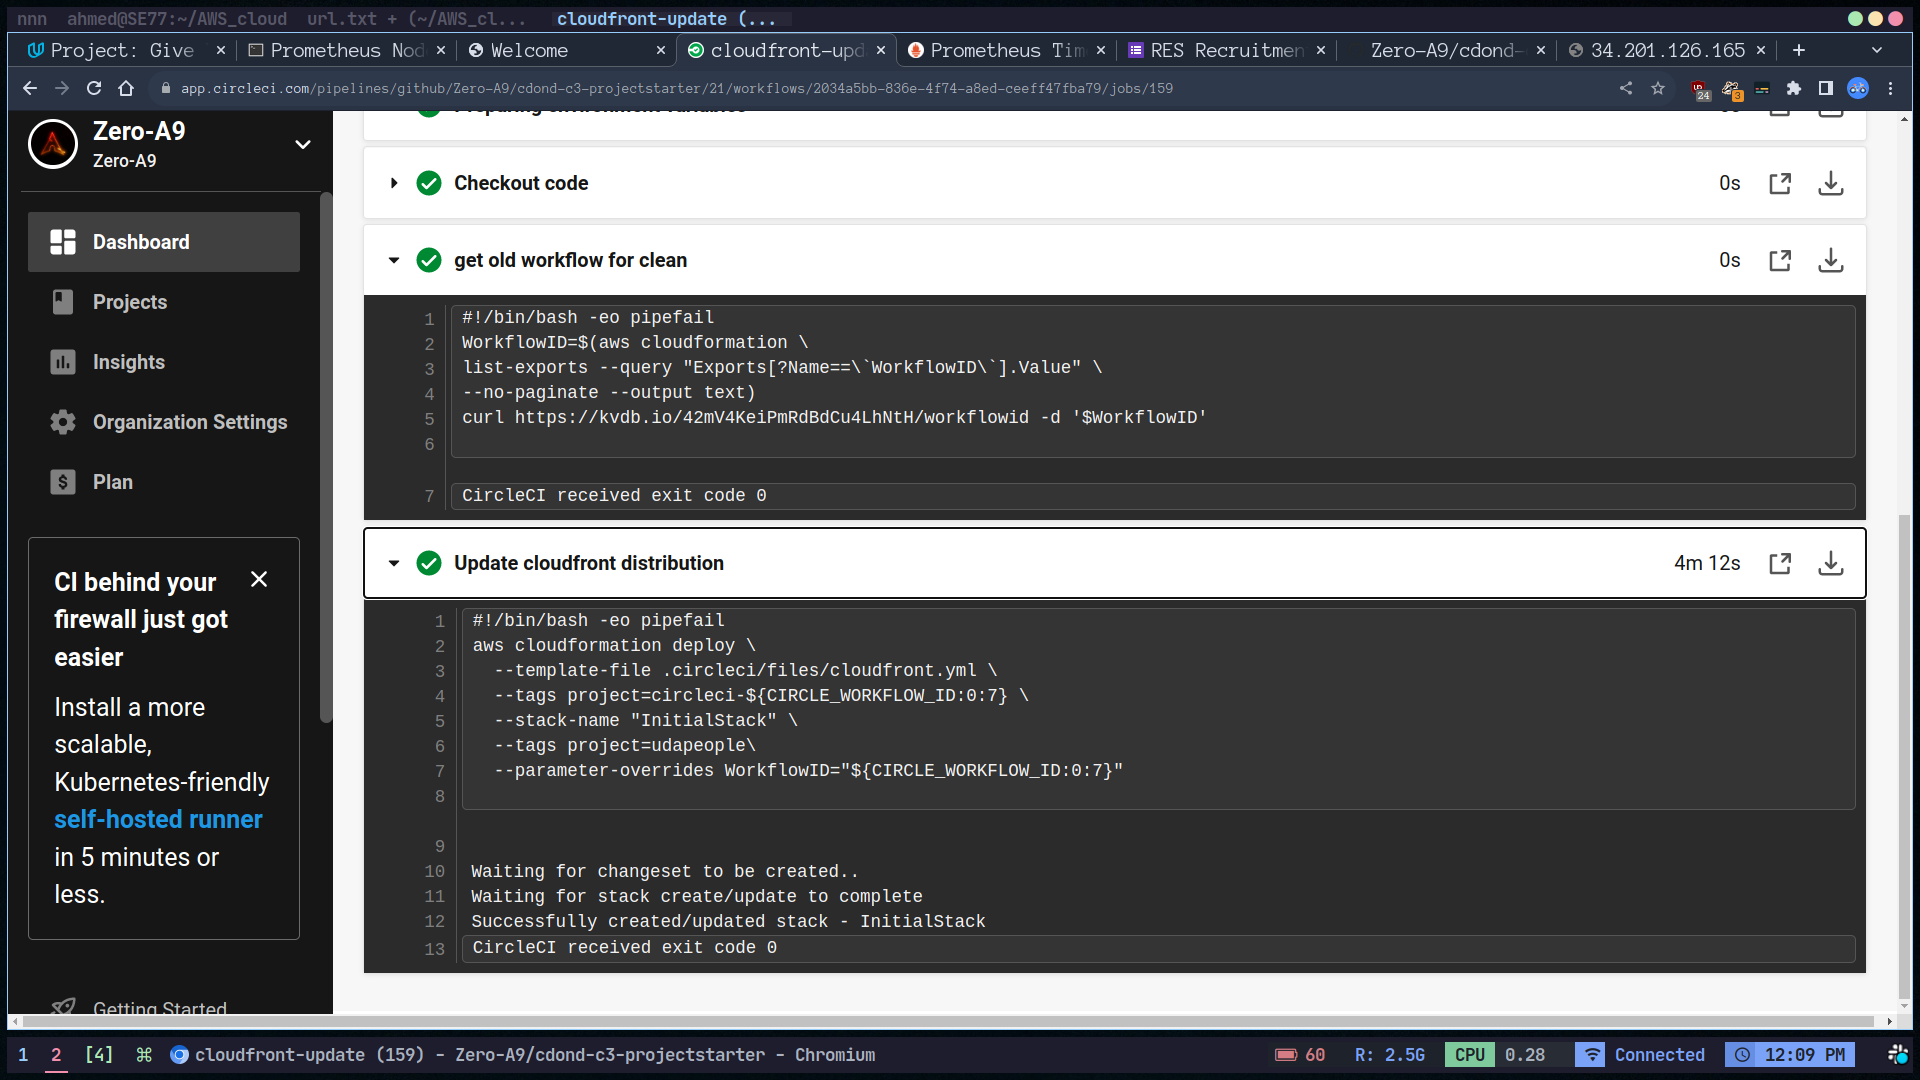 nnn ahmed@SE77:~/AWS_cloud url.txt + (~/AWS_cl... cloudfront-update (...
Project: Give Prometheus Nod Welcome cloudfront-upd Prometheus Tim RES Recruitmen Zero-A9/cdond- 34.201.126.165
app.circleci.com/pipelines/github/Zero-A9/cdond-c3-projectstarter/21/workflows/2034a5bb-836e-4f74-a8ed-ceeff47fba79/jobs/159
24 3
Zero-A9
Zero-A9
Dashboard
Projects
Insights
Organization Settings
Plan
CI behind your
firewall just got
easier
Install a more
scalable,
Kubernetes-friendly
self-hosted runner
in 5 minutes or
less.
Getting Started
Preparing environment variables 0s
Checkout code 0s
get old workflow for clean 0s
1 #!/bin/bash -eo pipefail
2 WorkflowID=$(aws cloudformation \
3 list-exports --query "Exports[?Name==\`WorkflowID\`].Value" \
4 --no-paginate --output text)
5 curl https://kvdb.io/42mV4KeiPmRdBdCu4LhNtH/workflowid -d '$WorkflowID'
6
7 CircleCI received exit code 0
Update cloudfront distribution 4m 12s
1 #!/bin/bash -eo pipefail
2 aws cloudformation deploy \
3 --template-file .circleci/files/cloudfront.yml \
4 --tags project=circleci-${CIRCLE_WORKFLOW_ID:0:7} \
5 --stack-name "InitialStack" \
6 --tags project=udapeople\
7 --parameter-overrides WorkflowID="${CIRCLE_WORKFLOW_ID:0:7}"
8
9
10 Waiting for changeset to be created..
11 Waiting for stack create/update to complete
12 Successfully created/updated stack - InitialStack
13 CircleCI received exit code 0
1 2 [4] ⌘ cloudfront-update (159) - Zero-A9/cdond-c3-projectstarter - Chromium 60 R: 2.5G CPU 0.28 Connected 12:09 PM